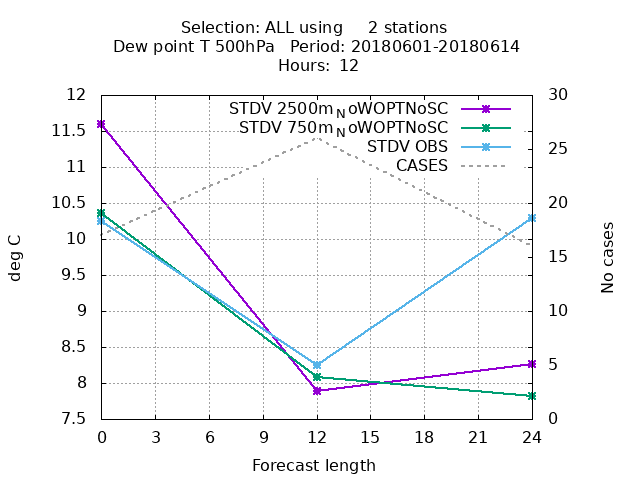 Selection: ALL using     2 stations
Dew point T 500hPa   Period: 20180601-20180614
Hours:  12
STDV 2500m_NoWOPTNoSC
STDV 750m_NoWOPTNoSC
STDV OBS
CASES
12
11.5
11
10.5
10
9.5
9
8.5
8
7.5
30
25
20
15
10
5
0
deg C
No cases
0 3 6 9 12 15 18 21 24
Forecast length